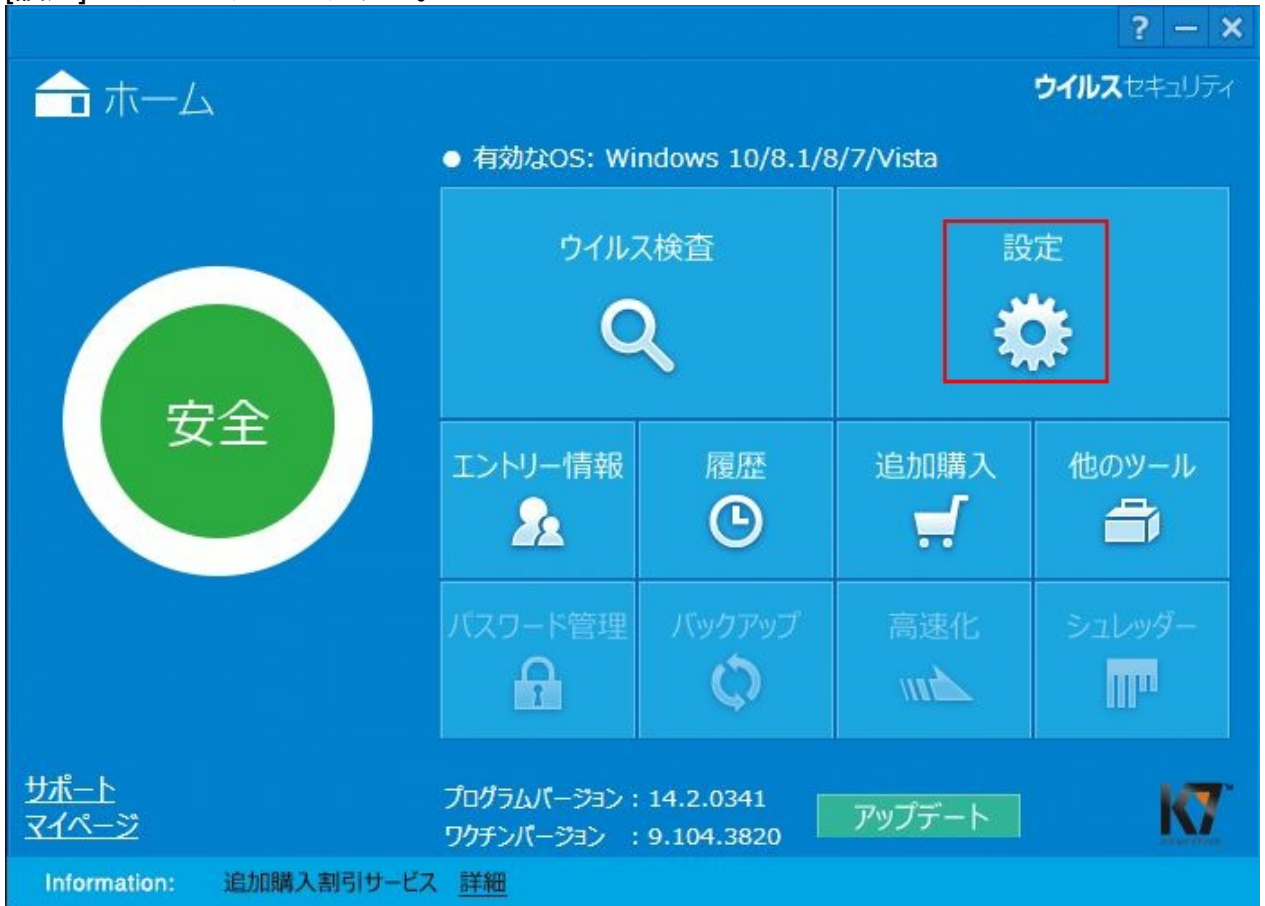 ? − ×
ホーム
ウイルスセキュリティ
● 有効なOS: Windows 10/8.1/8/7/Vista
ウイルス検査
設定
安全
エントリー情報
履歴
追加購入
他のツール
パスワード管理
バックアップ
高速化
シュレッダー
サポート
マイページ
プログラムバージョン : 14.2.0341
ワクチンバージョン : 9.104.3820
アップデート
K7
Information: 追加購入割引サービス 詳細